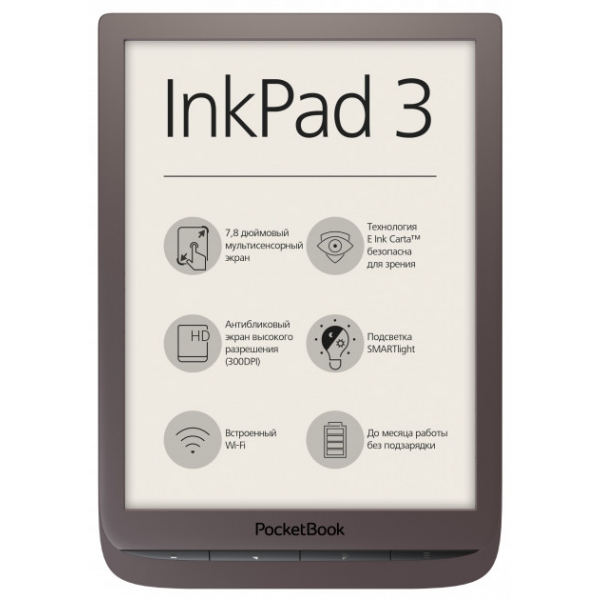 InkPad 3
7,8 дюймовый
мультисенсорный
экран
Технология
E Ink Carta™
безопасна
для зрения
HD
Антибликовый
экран высокого
разрешения
(300DPI)
Подсветка
SMARTlight
Встроенный
Wi-Fi
До месяца работы
без подзарядки
PocketBook